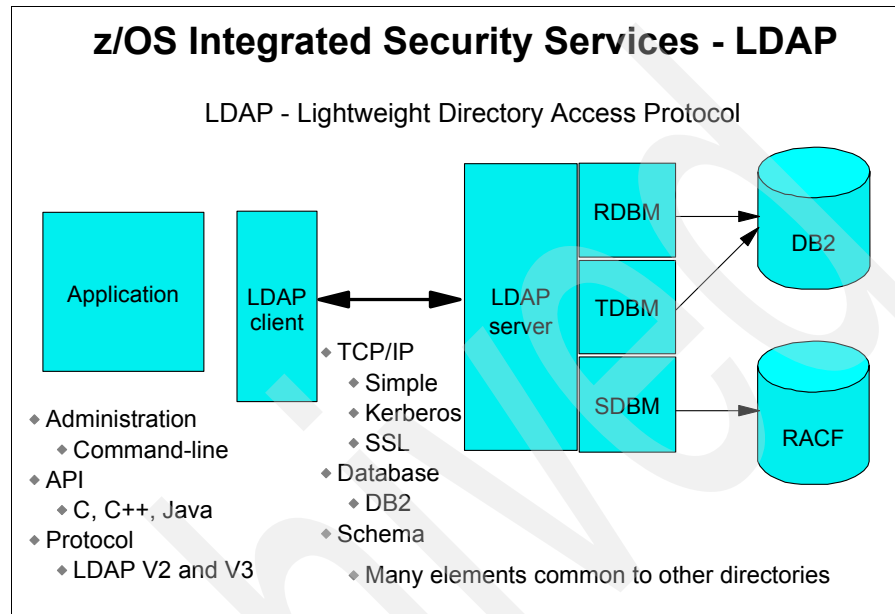 z/OS Integrated Security Services - LDAP
LDAP - Lightweight Directory Access Protocol
Application
LDAP
client
LDAP
server
RDBM
TDBM
SDBM
DB2
RACF
◆ Administration
◆ Command-line
◆ API
◆ C, C++, Java
◆ Protocol
◆ LDAP V2 and V3
◆ TCP/IP
◆ Simple
◆ Kerberos
◆ SSL
◆ Database
◆ DB2
◆ Schema
◆ Many elements common to other directories
hived